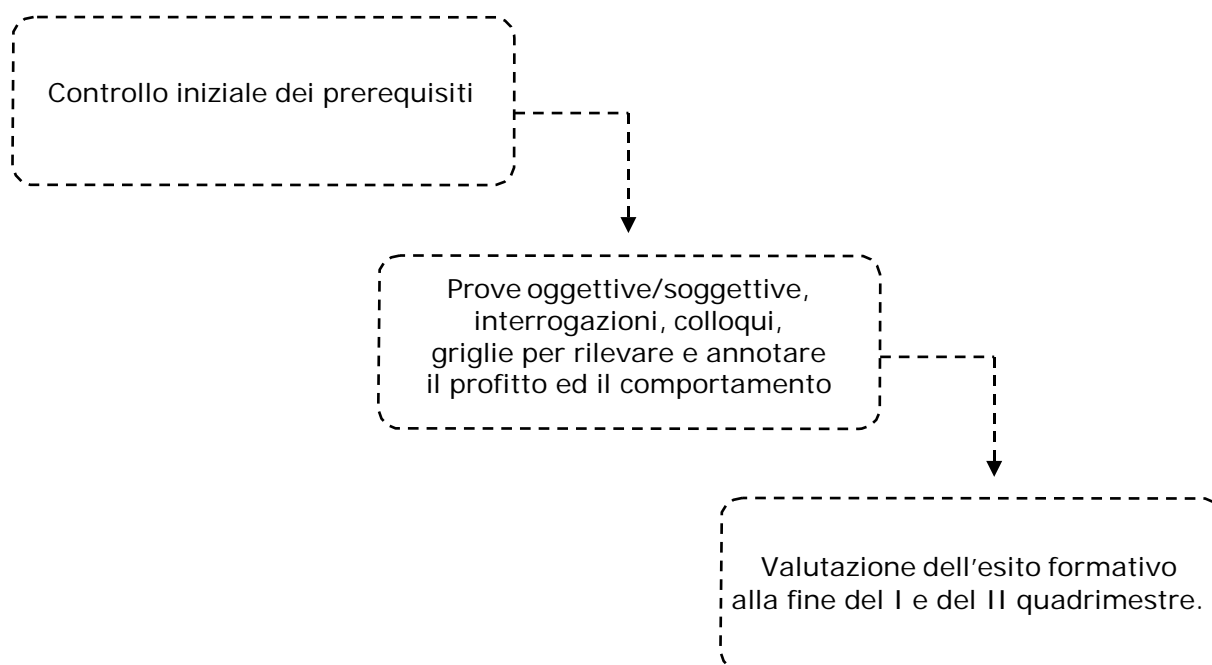 Controllo iniziale dei prerequisiti
Prove oggettive/soggettive,
interrogazioni, colloqui,
griglie per rilevare e annotare
il profitto ed il comportamento
Valutazione dell’esito formativo
alla fine del I e del II quadrimestre.